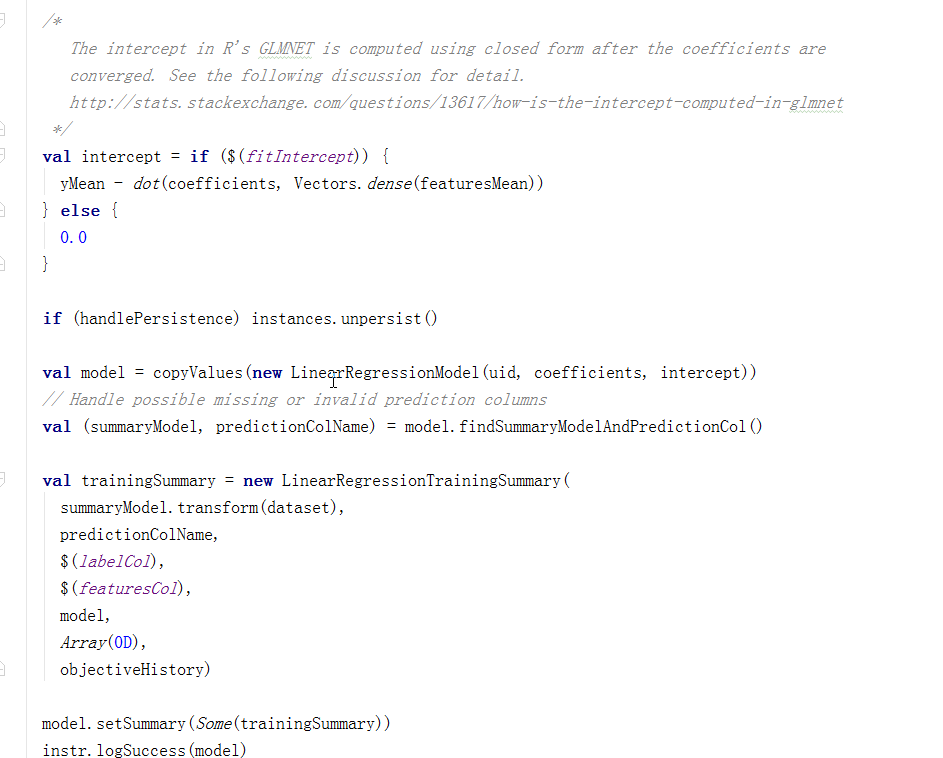 /*
The intercept in R's GLMNET is computed using closed form after the coefficients are
converged. See the following discussion for detail.
http://stats.stackexchange.com/questions/13617/how-is-the-intercept-computed-in-glmnet
*/
val intercept = if ($(fitIntercept)) {
yMean - dot(coefficients, Vectors.dense(featuresMean))
} else {
0.0
}
if (handlePersistence) instances.unpersist()
val model = copyValues(new LinearRegressionModel(uid, coefficients, intercept))
// Handle possible missing or invalid prediction columns
val (summaryModel, predictionColName) = model.findSummaryModelAndPredictionCol()
val trainingSummary = new LinearRegressionTrainingSummary(
summaryModel.transform(dataset),
predictionColName,
$(labelCol),
$(featuresCol),
model,
Array(0D),
objectiveHistory)
model.setSummary(Some(trainingSummary))
instr.logSuccess(model)